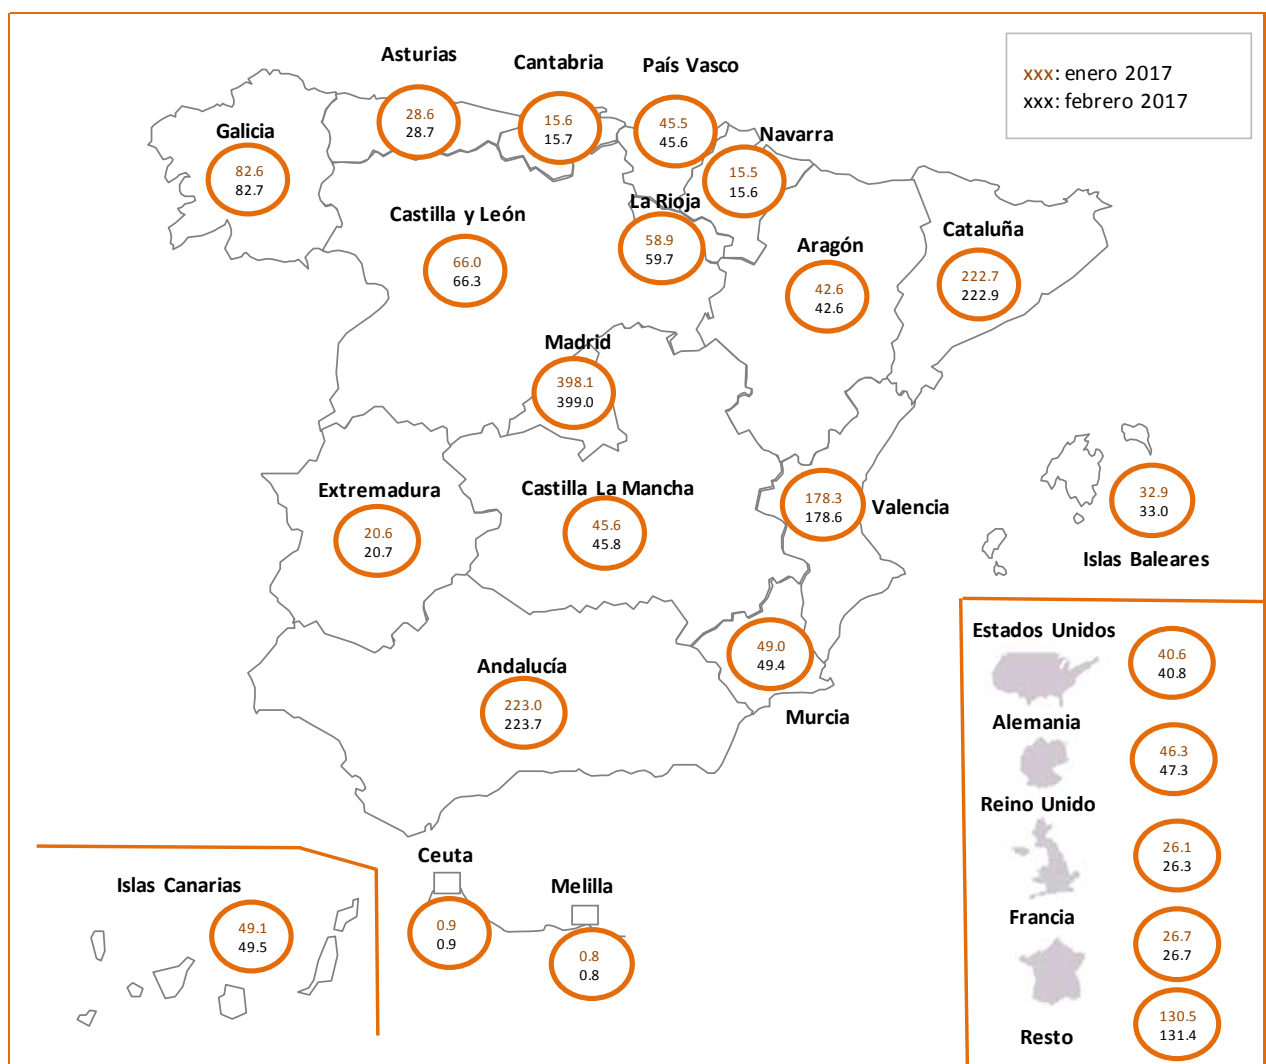 xxx: enero 2017
xxx: febrero 2017
Asturias
28.6
28.7
Cantabria
15.6
15.7
País Vasco
45.5
45.6
Navarra
15.5
15.6
Galicia
82.6
82.7
Castilla y León
66.0
66.3
La Rioja
58.9
59.7
Aragón
42.6
42.6
Cataluña
222.7
222.9
Madrid
398.1
399.0
Extremadura
20.6
20.7
Castilla La Mancha
45.6
45.8
178.3
178.6
Valencia
32.9
33.0
Islas Baleares
Andalucía
223.0
223.7
49.0
49.4
Murcia
Estados Unidos
40.6
40.8
Alemania
46.3
47.3
Reino Unido
26.1
26.3
Francia
26.7
26.7
Resto
130.5
131.4
Islas Canarias
49.1
49.5
Ceuta
0.9
0.9
Melilla
0.8
0.8